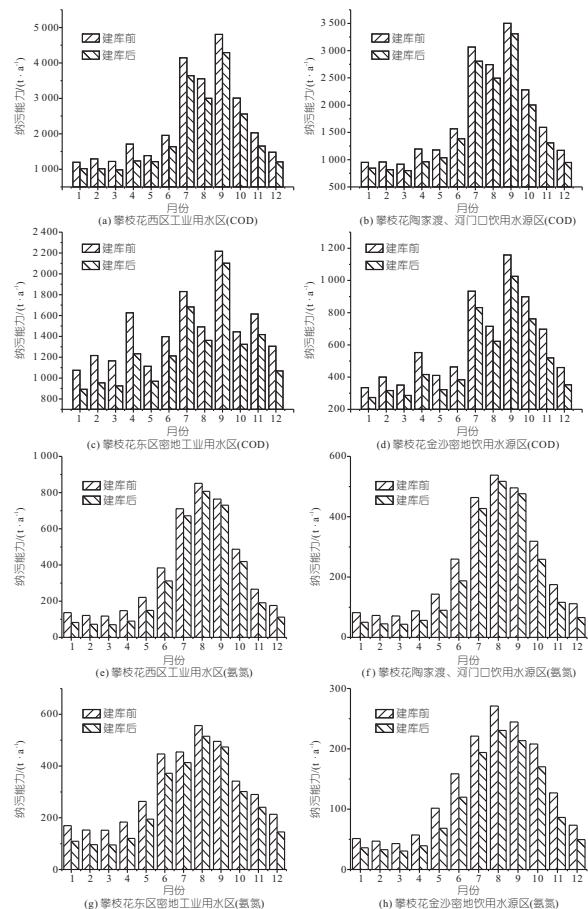 5 000
4 000
3 000
2 000
1 000
纳污能力/(t · a⁻¹)
建库前
建库后
1 2 3 4 5 6 7 8 9 10 11 12
月份
(a) 攀枝花西区工业用水区(COD)
3 500
3 000
2 500
2 000
1 500
1 000
500
纳污能力/(t · a⁻¹)
建库前
建库后
1 2 3 4 5 6 7 8 9 10 11 12
月份
(b) 攀枝花陶家渡、河门口饮用水源区(COD)
2 400
2 200
2 000
1 800
1 600
1 400
1 200
1 000
800
纳污能力/(t · a⁻¹)
建库前
建库后
1 2 3 4 5 6 7 8 9 10 11 12
月份
(c) 攀枝花东区密地工业用水区(COD)
1 200
1 000
800
600
400
200
纳污能力/(t · a⁻¹)
建库前
建库后
1 2 3 4 5 6 7 8 9 10 11 12
月份
(d) 攀枝花金沙密地饮用水源区(COD)
1 000
800
600
400
200
0
纳污能力/(t · a⁻¹)
建库前
建库后
1 2 3 4 5 6 7 8 9 10 11 12
月份
(e) 攀枝花西区工业用水区(氨氮)
600
400
200
0
纳污能力/(t · a⁻¹)
建库前
建库后
1 2 3 4 5 6 7 8 9 10 11 12
月份
(f) 攀枝花陶家渡、河门口饮用水源区(氨氮)
600
400
200
0
纳污能力/(t · a⁻¹)
建库前
建库后
1 2 3 4 5 6 7 8 9 10 11 12
月份
(g) 攀枝花东区密地工业用水区(氨氮)
300
200
100
0
纳污能力/(t · a⁻¹)
建库前
建库后
1 2 3 4 5 6 7 8 9 10 11 12
月份
(h) 攀枝花金沙密地饮用水源区(氨氮)